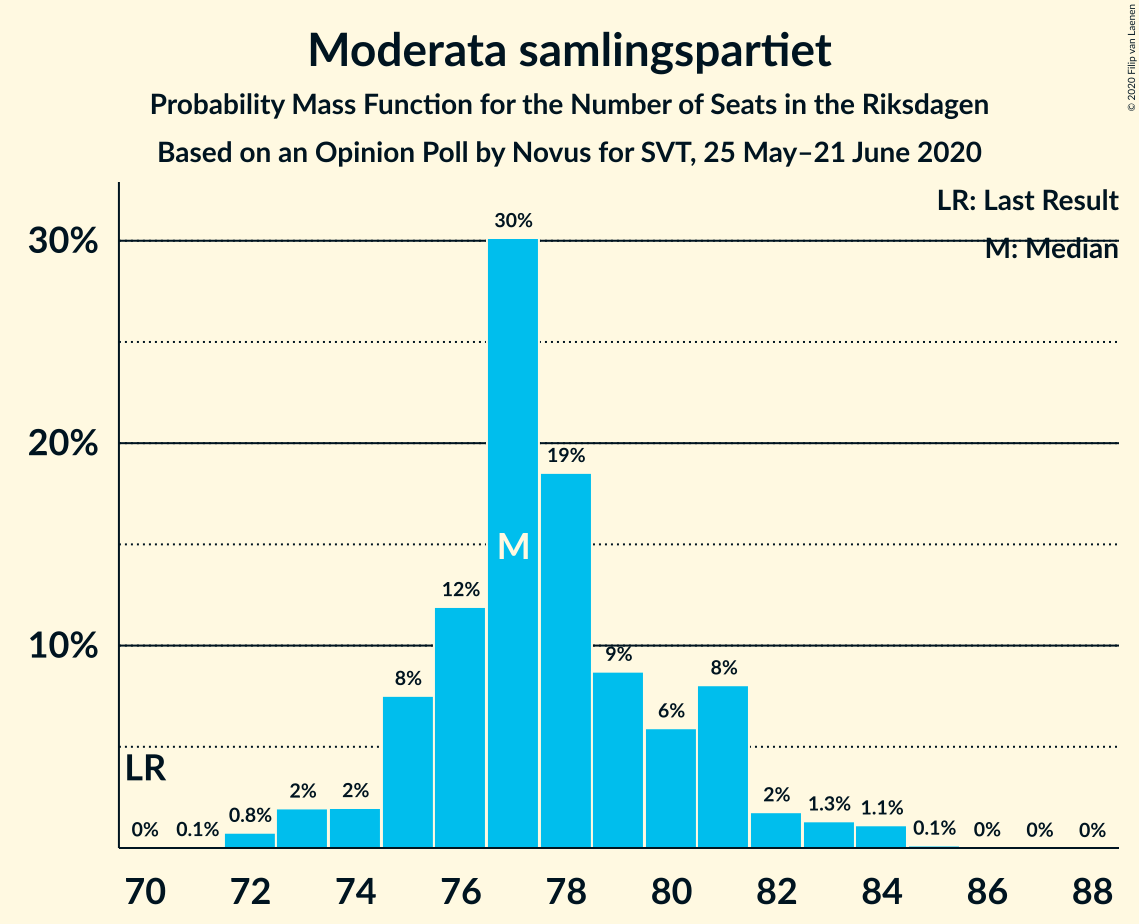 Moderata samlingspartiet
Probability Mass Function for the Number of Seats in the Riksdagen
Based on an Opinion Poll by Novus for SVT, 25 May–21 June 2020
© 2020 Filip van Laenen
LR: Last Result
M: Median
30%
20%
10%
30%
19%
M
12%
9%
8%
8%
6%
LR
2%
2%
2%
0.8%
1.3%
1.1%
0%
0.1%
0.1%
0%
0%
0%
70 72 74 76 78 80 82 84 86 88